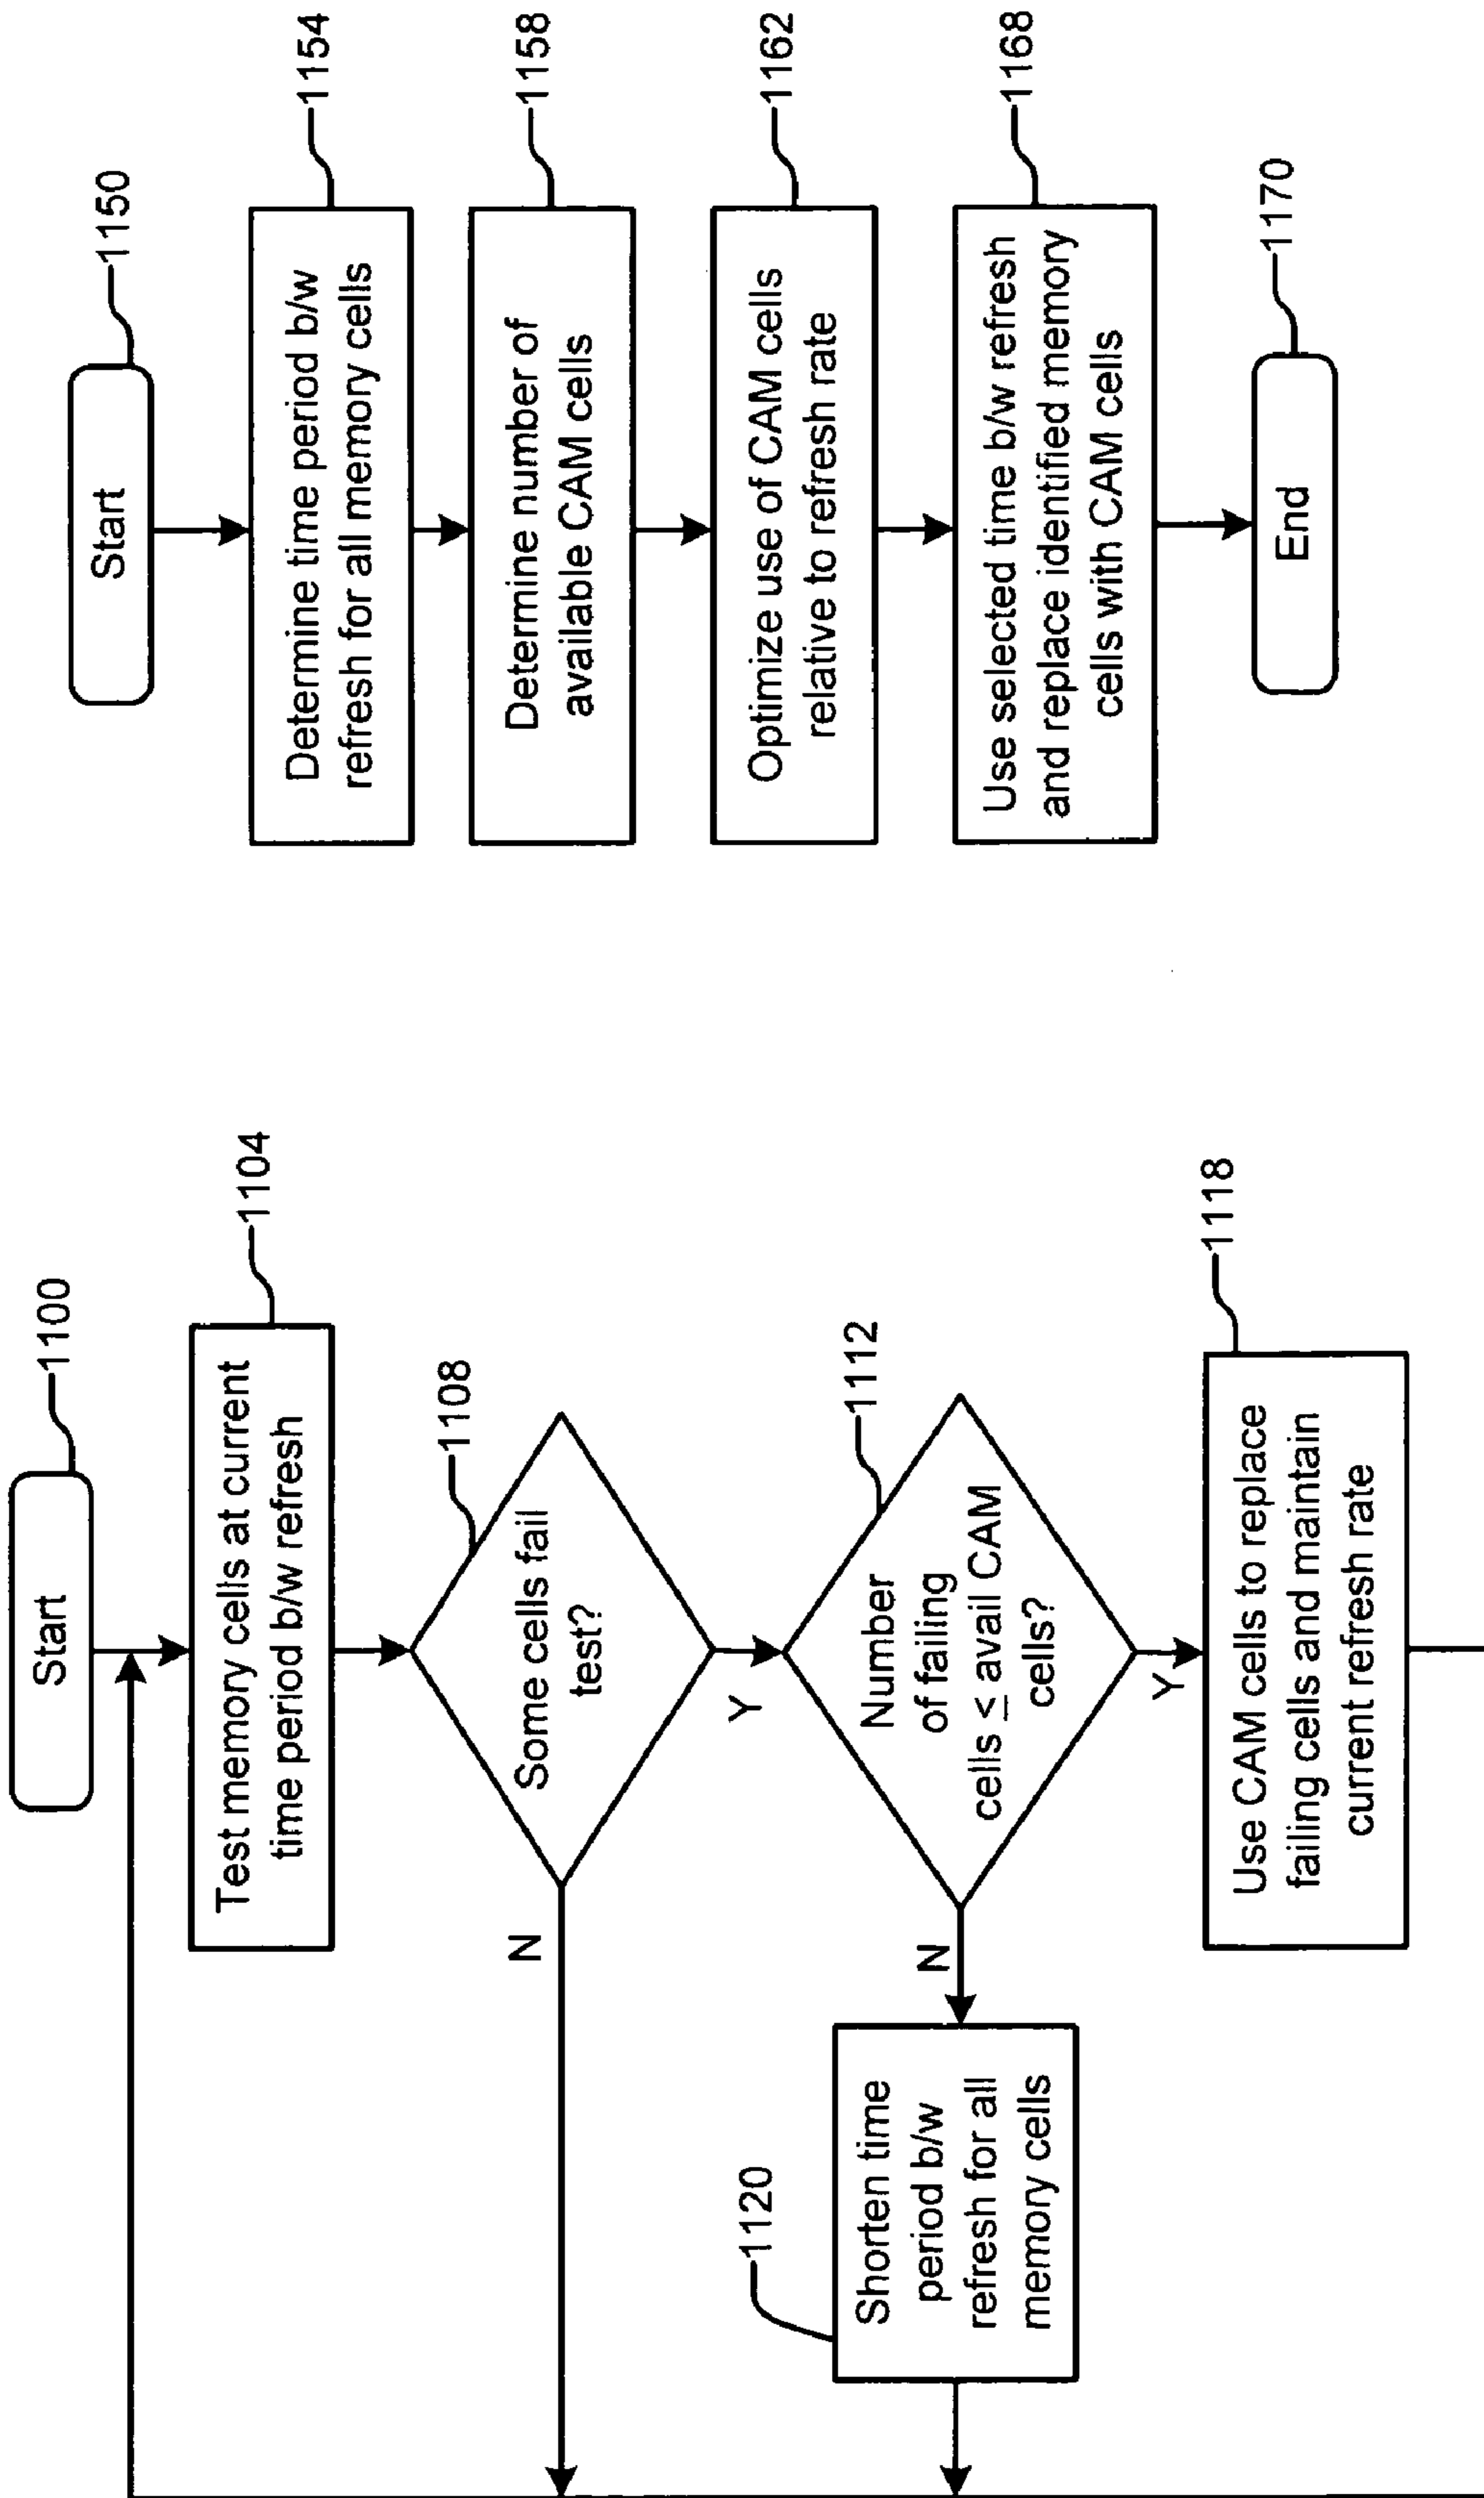 Start
1100
Test memory cells at current
time period b/w refresh
1104
Some cells fail
test?
1108
N
Y
Number
of failing
cells ≤ avail CAM
cells?
1112
N
Y
Shorten time
period b/w
refresh for all
memory cells
1120
Use CAM cells to replace
failing cells and maintain
current refresh rate
1118
Start
1150
Determine time period b/w
refresh for all memory cells
1154
Determine number of
available CAM cells
1158
Optimize use of CAM cells
relative to refresh rate
1162
Use selected time b/w refresh
and replace identified memory
cells with CAM cells
1168
End
1170